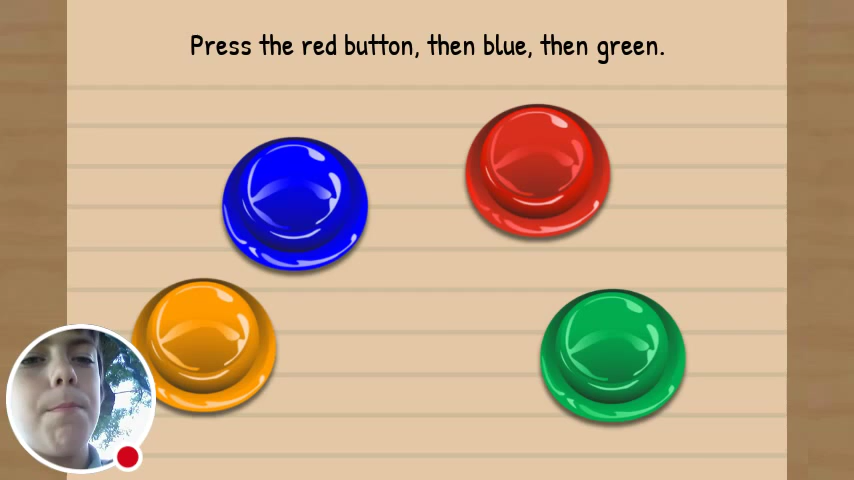 Press the red button, then blue, then green.